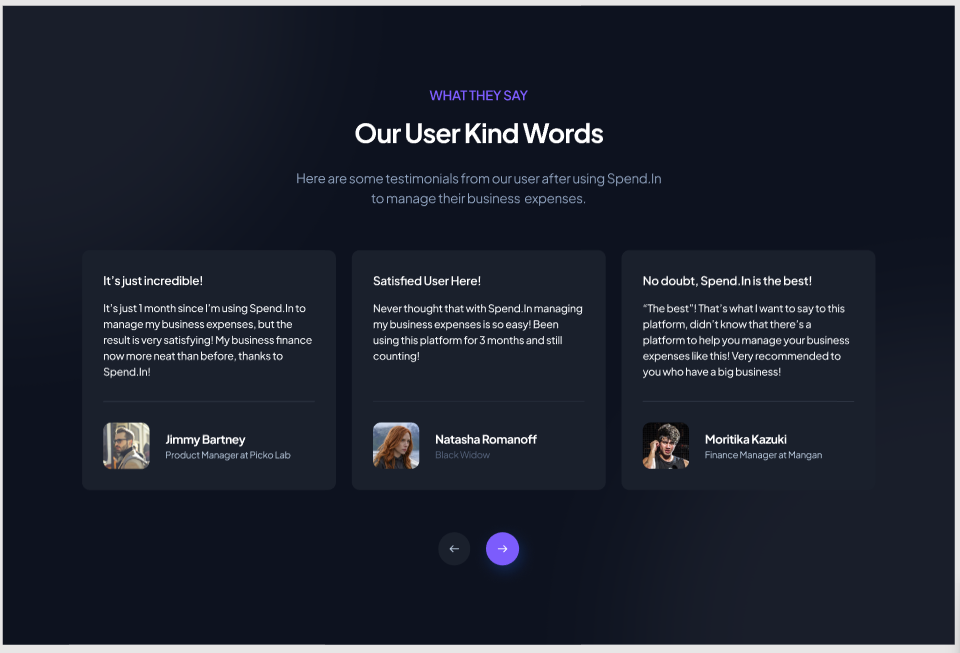 WHAT THEY SAY
Our User Kind Words
Here are some testimonials from our user after using Spend.In
to manage their business expenses.
It's just incredible!
It's just 1 month since I'm using Spend.In to
manage my business expenses, but the
result is very satisfying! My business finance
now more neat than before, thanks to
Spend.In!
Jimmy Bartney
Product Manager at Picko Lab
Satisfied User Here!
Never thought that with Spend.In managing
my business expenses is so easy! Been
using this platform for 3 months and still
counting!
Natasha Romanoff
Black Widow
No doubt, Spend.In is the best!
“The best”! That's what I want to say to this
platform, didn't know that there's a
platform to help you manage your business
expenses like this! Very recommended to
you who have a big business!
Moritika Kazuki
Finance Manager at Mangan